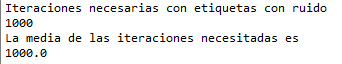 Iteraciones necesarias con etiquetas con ruido
1000
La media de las iteraciones necesitadas es
1000.0